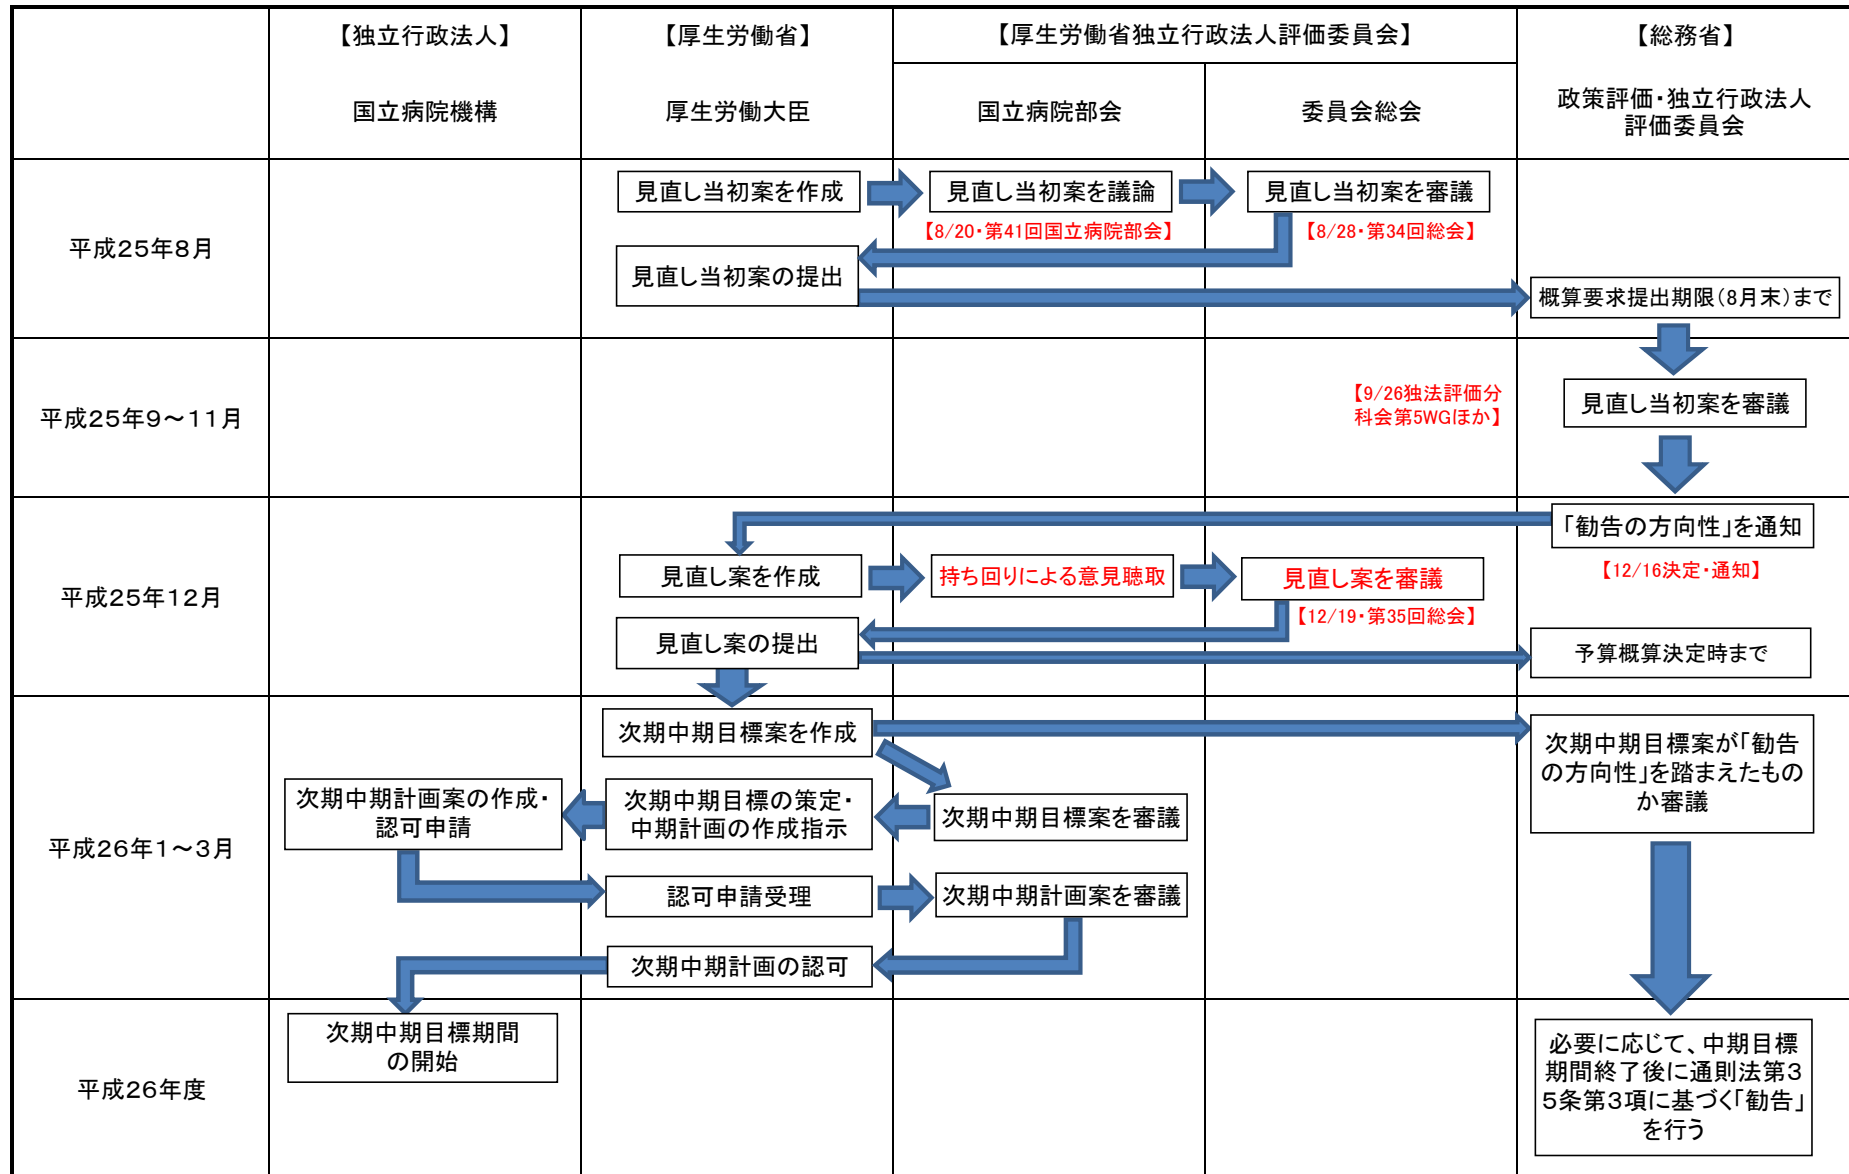 【独立行政法人】
【厚生労働省】
【厚生労働省独立行政法人評価委員会】
【総務省】
国立病院機構
厚生労働大臣
国立病院部会
委員会総会
政策評価・独立行政法人
評価委員会
平成25年8月
見直し当初案を作成
見直し当初案を議論
見直し当初案を審議
【8/20・第41回国立病院部会】
【8/28・第34回総会】
見直し当初案の提出
概算要求提出期限（8月末）まで
平成25年9～11月
【9/26独法評価分
科会第5WGほか】
見直し当初案を審議
平成25年12月
「勧告の方向性」を通知
【12/16決定・通知】
見直し案を作成
持ち回りによる意見聴取
見直し案を審議
【12/19・第35回総会】
見直し案の提出
予算概算決定時まで
平成26年1～3月
次期中期目標案を作成
次期中期目標案が「勧告
の方向性」を踏まえたもの
か審議
次期中期計画案の作成・
認可申請
次期中期目標の策定・
中期計画の作成指示
次期中期目標案を審議
認可申請受理
次期中期計画案を審議
次期中期計画の認可
平成26年度
次期中期目標期間
の開始
必要に応じて、中期目標
期間終了後に通則法第3
5条第3項に基づく「勧告」
を行う